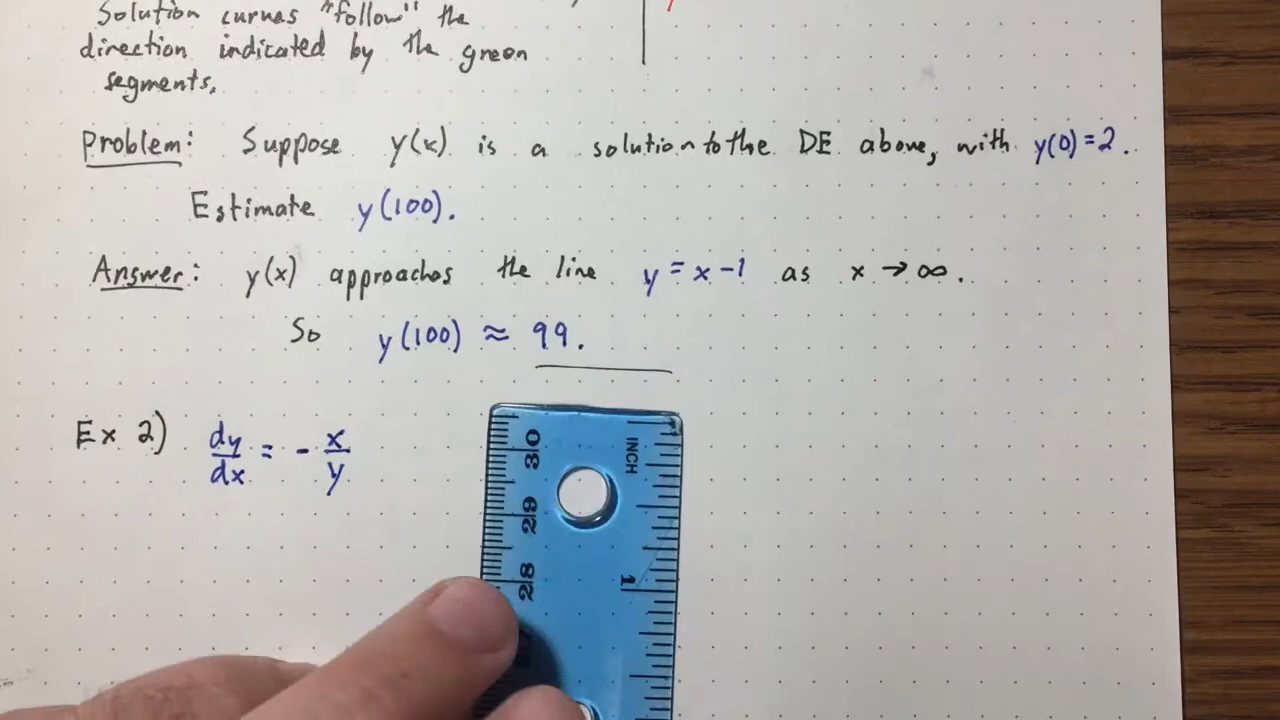 Solution curves "follow" the
direction indicated by the green
segments.
Problem: Suppose y(x) is a solution to the DE above, with y(0)=2.
Estimate y(100).
Answer: y(x) approaches the line y = x -1 as x → ∞.
So y(100) ≈ 99.
Ex 2) dy/dx = - x/y
30
INCH
29
28
1